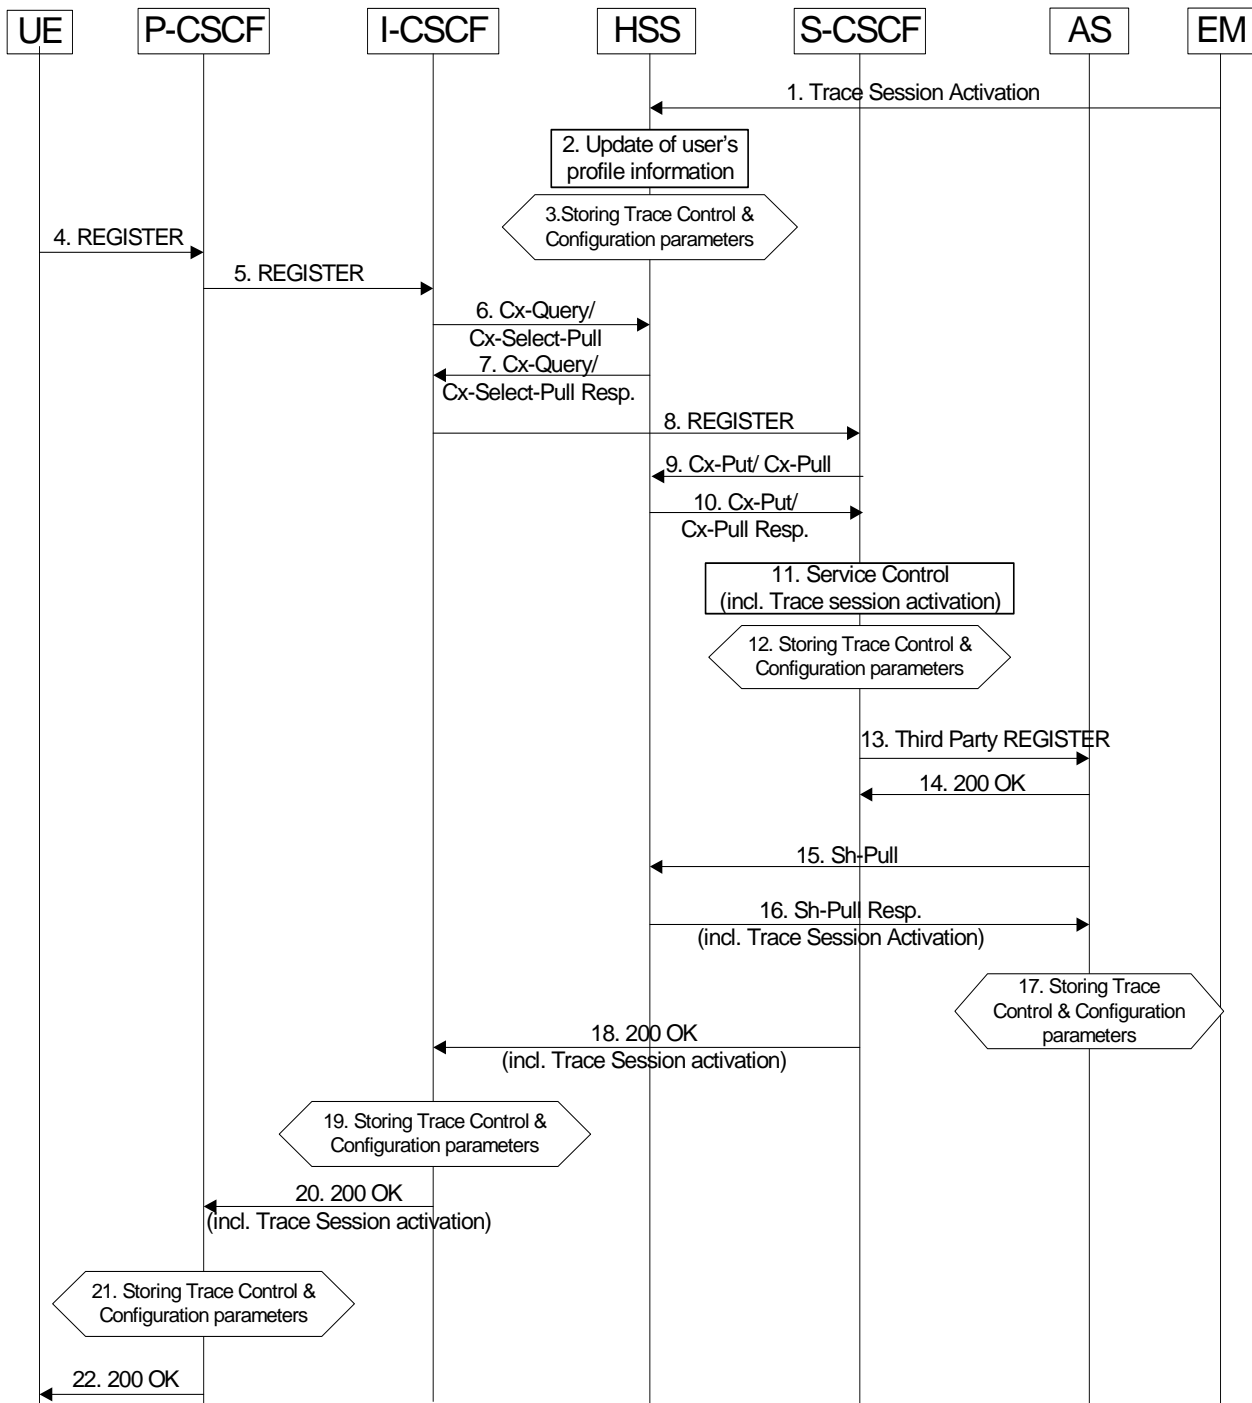 UE
P-CSCF
I-CSCF
HSS
S-CSCF
AS
EM
1. Trace Session Activation
2. Update of user's
profile information
3.Storing Trace Control &
Configuration parameters
4. REGISTER
5. REGISTER
6. Cx-Query/
Cx-Select-Pull
7. Cx-Query/
Cx-Select-Pull Resp.
8. REGISTER
9. Cx-Put/ Cx-Pull
10. Cx-Put/
Cx-Pull Resp.
11. Service Control
(incl. Trace session activation)
12. Storing Trace Control &
Configuration parameters
13. Third Party REGISTER
14. 200 OK
15. Sh-Pull
16. Sh-Pull Resp.
(incl. Trace Session Activation)
17. Storing Trace
Control & Configuration
parameters
18. 200 OK
(incl. Trace Session activation)
19. Storing Trace Control &
Configuration parameters
20. 200 OK
(incl. Trace Session activation)
21. Storing Trace Control &
Configuration parameters
22. 200 OK